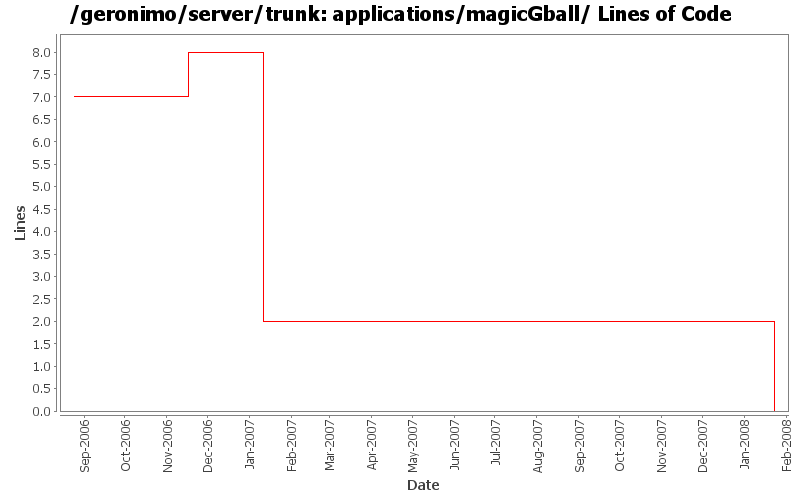 /geronimo/server/trunk: applications/magicGball/ Lines of Code
8.0
7.5
7.0
6.5
6.0
5.5
5.0
4.5
4.0
3.5
3.0
2.5
2.0
1.5
1.0
0.5
0.0
Lines
Sep-2006
Oct-2006
Nov-2006
Dec-2006
Jan-2007
Feb-2007
Mar-2007
Apr-2007
May-2007
Jun-2007
Jul-2007
Aug-2007
Sep-2007
Oct-2007
Nov-2007
Dec-2007
Jan-2008
Feb-2008
Date